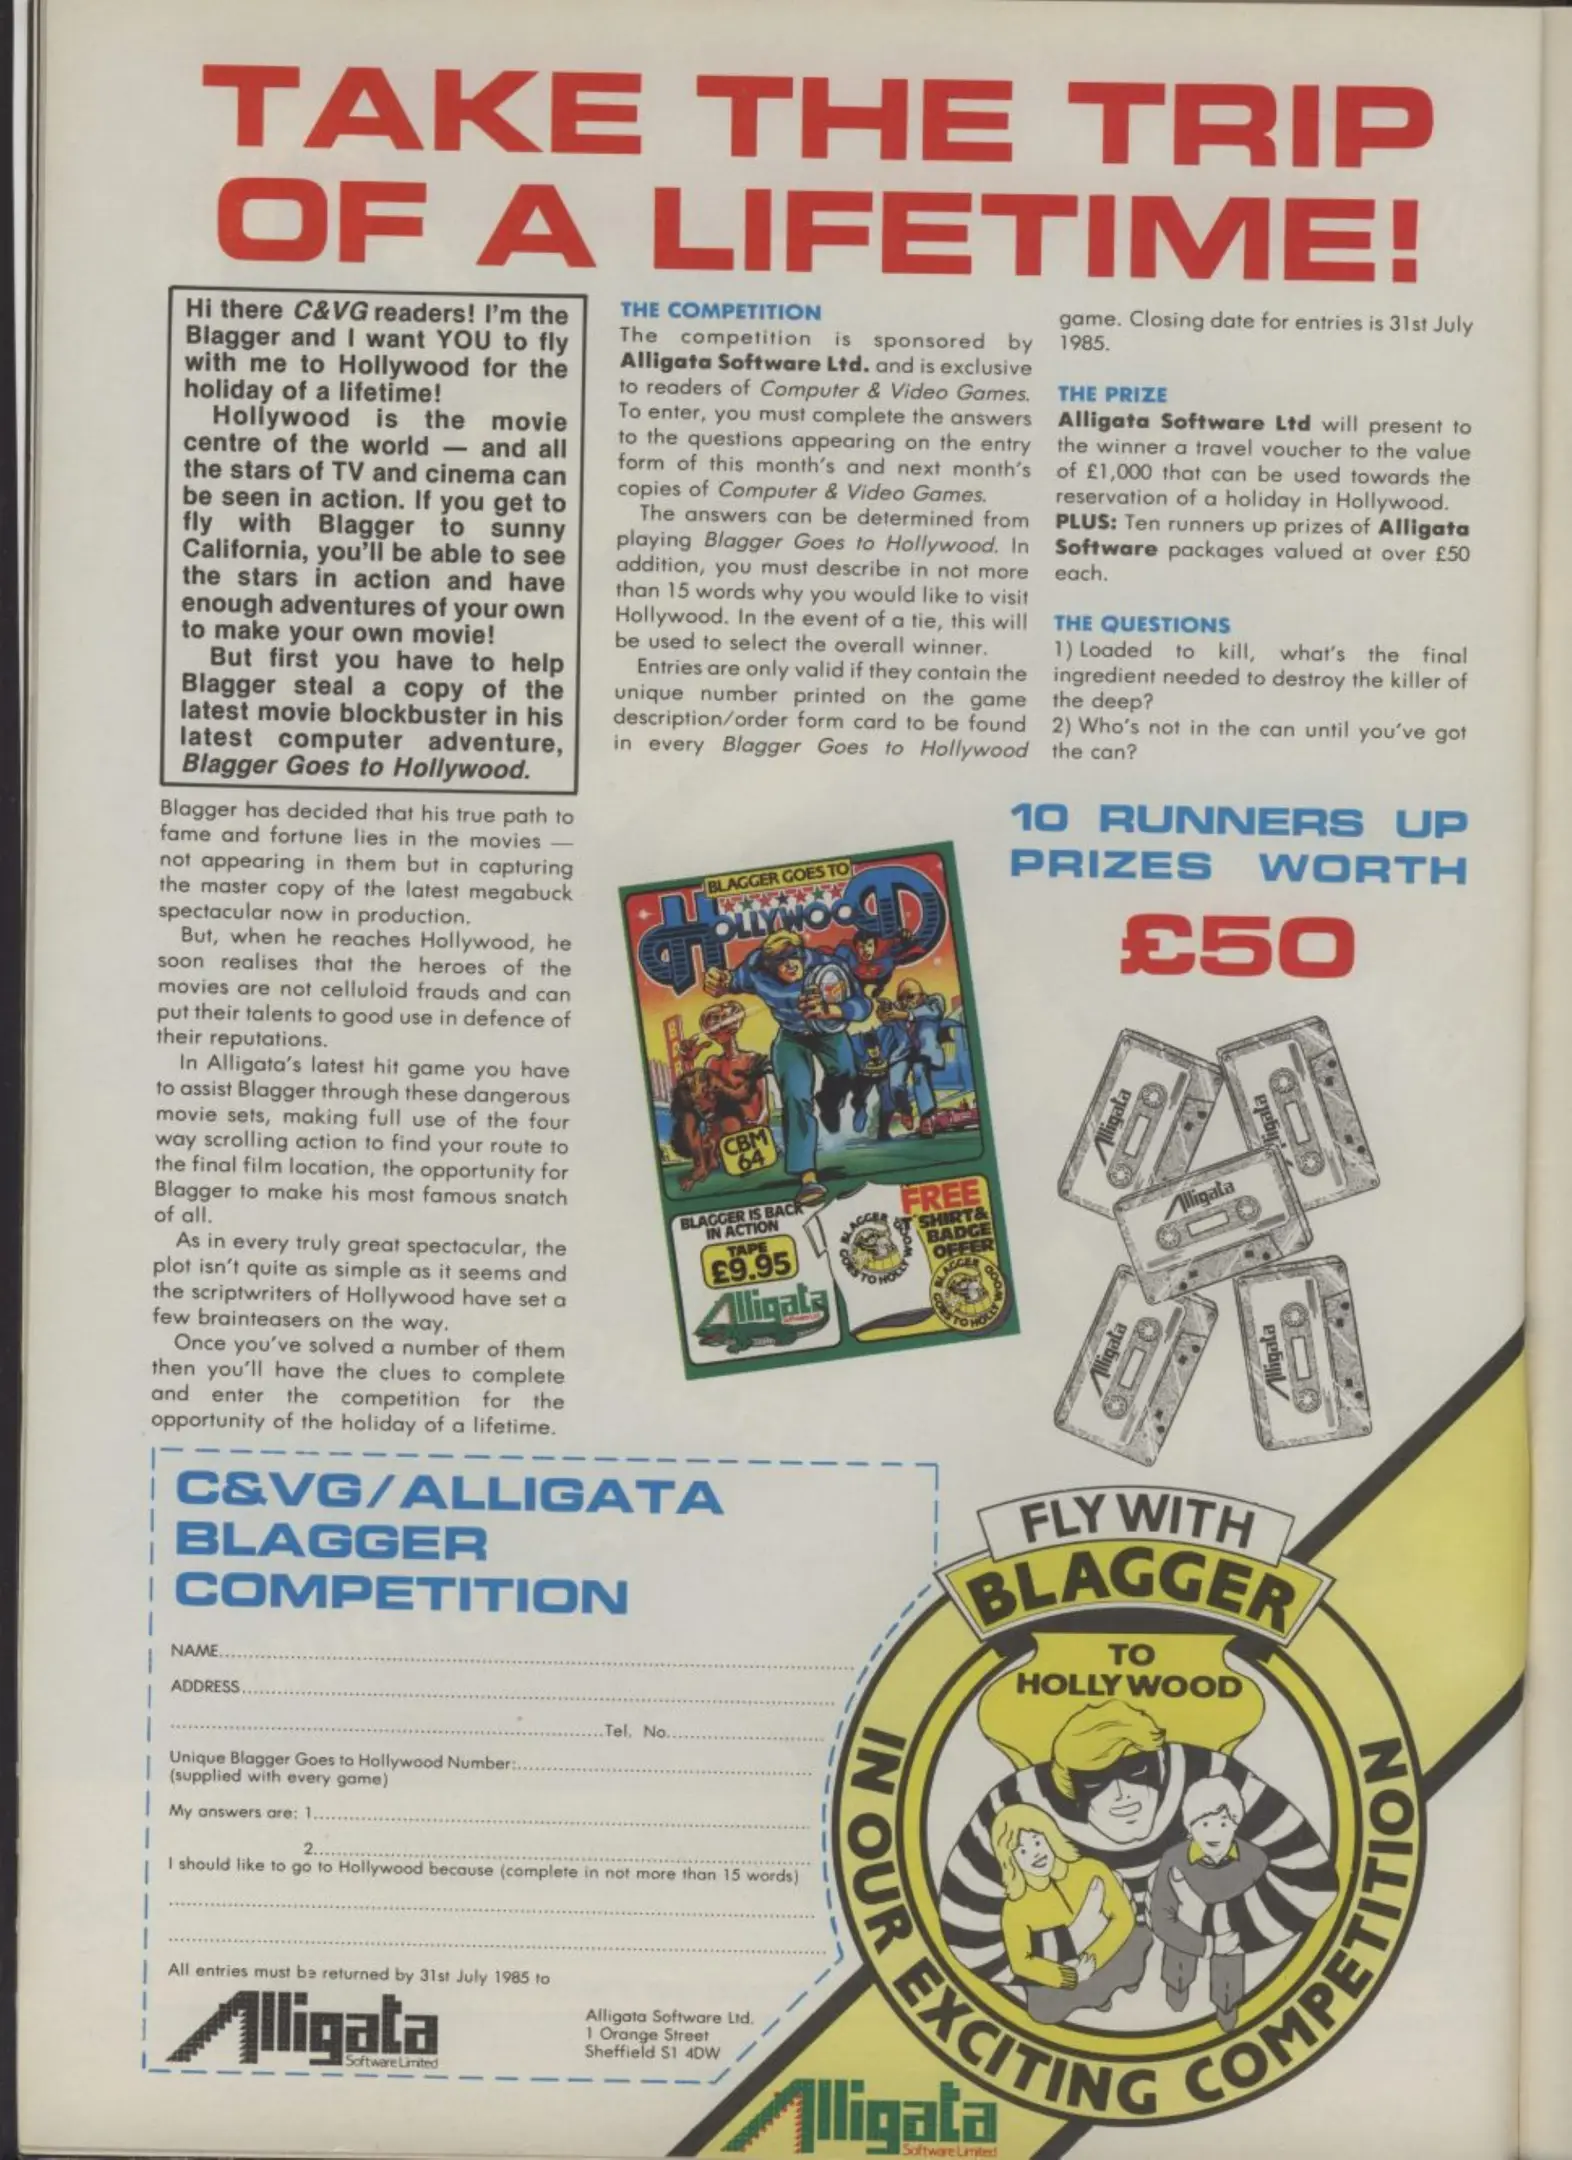 TAKE THE TRIP
OF A LIFETIME!
Hi there C&VG readers! I'm the
Blagger and I want YOU to fly
with me to Hollywood for the
holiday of a lifetime!
Hollywood is the movie
centre of the world — and all
the stars of TV and cinema can
be seen in action. If you get to
fly with Blagger to sunny
California, you'll be able to see
the stars in action and have
enough adventures of your own
to make your own movie!
But first you have to help
Blagger steal a copy of the
latest movie blockbuster in his
latest computer adventure,
Blagger Goes to Hollywood.
Blagger has decided that his true path to
fame and fortune lies in the movies —
not appearing in them but in capturing
the master copy of the latest megabuck
spectacular now in production.
But, when he reaches Hollywood, he
soon realises that the heroes of the
movies are not celluloid frauds and can
put their talents to good use in defence of
their reputations.
In Alligata's latest hit game you have
to assist Blagger through these dangerous
movie sets, making full use of the four
way scrolling action to find your route to
the final film location, the opportunity for
Blagger to make his most famous snatch
of all.
As in every truly great spectacular, the
plot isn't quite as simple as it seems and
the scriptwriters of Hollywood have set a
few brainteasers on the way.
Once you've solved a number of them
then you'll have the clues to complete
and enter the competition for the
opportunity of the holiday of a lifetime.
THE COMPETITION
The competition is sponsored by
Alligata Software Ltd. and is exclusive
to readers of Computer & Video Games.
To enter, you must complete the answers
to the questions appearing on the entry
form of this month's and next month's
copies of Computer & Video Games.
The answers can be determined from
playing Blagger Goes to Hollywood. In
addition, you must describe in not more
than 15 words why you would like to visit
Hollywood. In the event of a tie, this will
be used to select the overall winner.
Entries are only valid if they contain the
unique number printed on the game
description/order form card to be found
in every Blagger Goes to Hollywood
game. Closing date for entries is 31st July
1985.
THE PRIZE
Alligata Software Ltd will present to
the winner a travel voucher to the value
of £1,000 that can be used towards the
reservation of a holiday in Hollywood.
PLUS: Ten runners up prizes of Alligata
Software packages valued at over £50
each.
THE QUESTIONS
1) Loaded to kill, what's the final
ingredient needed to destroy the killer of
the deep?
2) Who's not in the can until you've got
the can?
10 RUNNERS UP
PRIZES WORTH
£50
BLAGGER GOES TO
HOLLYWOOD
CBM
64
BLAGGER IS BACK
IN ACTION
TAPE
£9.95
Alligata
FREE
T SHIRT &
BADGE
OFFER
BLAGGER
GOES TO HOLLYWOOD
BLAGGER
GOES TO HOLLYWOOD
Alligata
Alligata
Alligata
Alligata
Alligata
C&VG/ALLIGATA
BLAGGER
COMPETITION
NAME
ADDRESS
Tel. No.
Unique Blagger Goes to Hollywood Number:
(supplied with every game)
My answers are: 1
2
I should like to go to Hollywood because (complete in not more than 15 words)
All entries must be returned by 31st July 1985 to
Alligata
Software Limited
Alligata Software Ltd.
1 Orange Street
Sheffield S1 4DW
FLY WITH
BLAGGER
TO
HOLLYWOOD
IN OUR EXCITING COMPETITION
Alligata
Software Limited